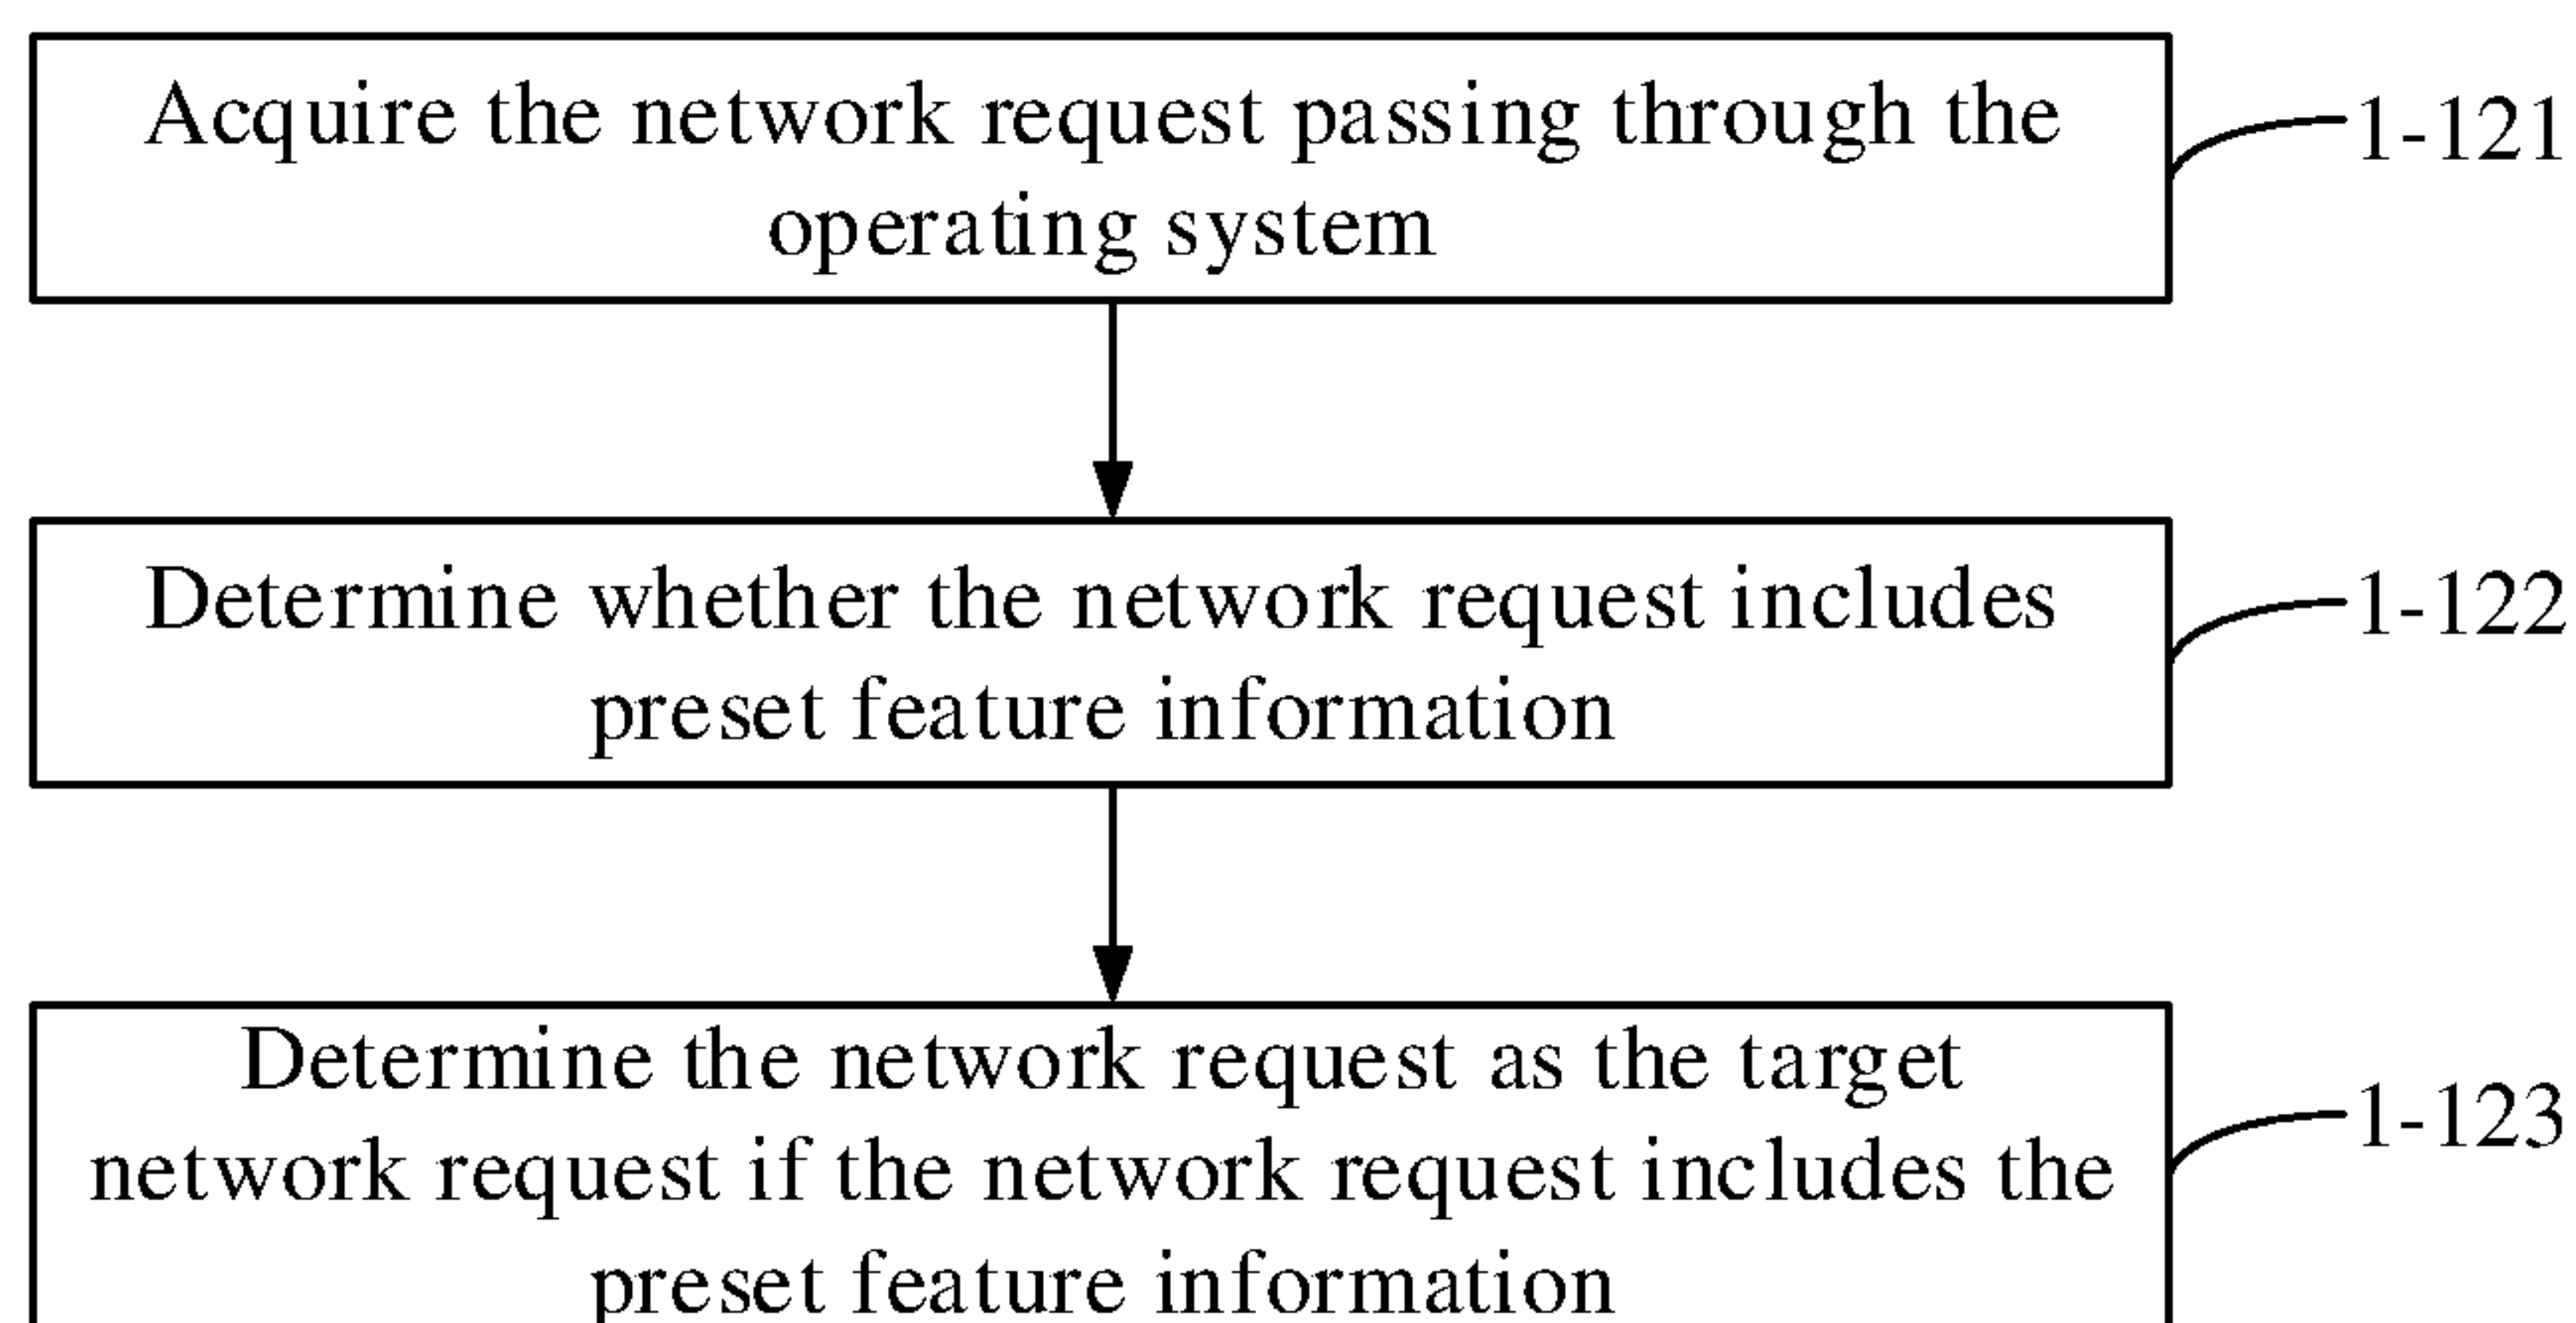 Acquire the network request passing through the
operating system
1-121
Determine whether the network request includes
preset feature information
1-122
Determine the network request as the target
network request if the network request includes the
preset feature information
1-123